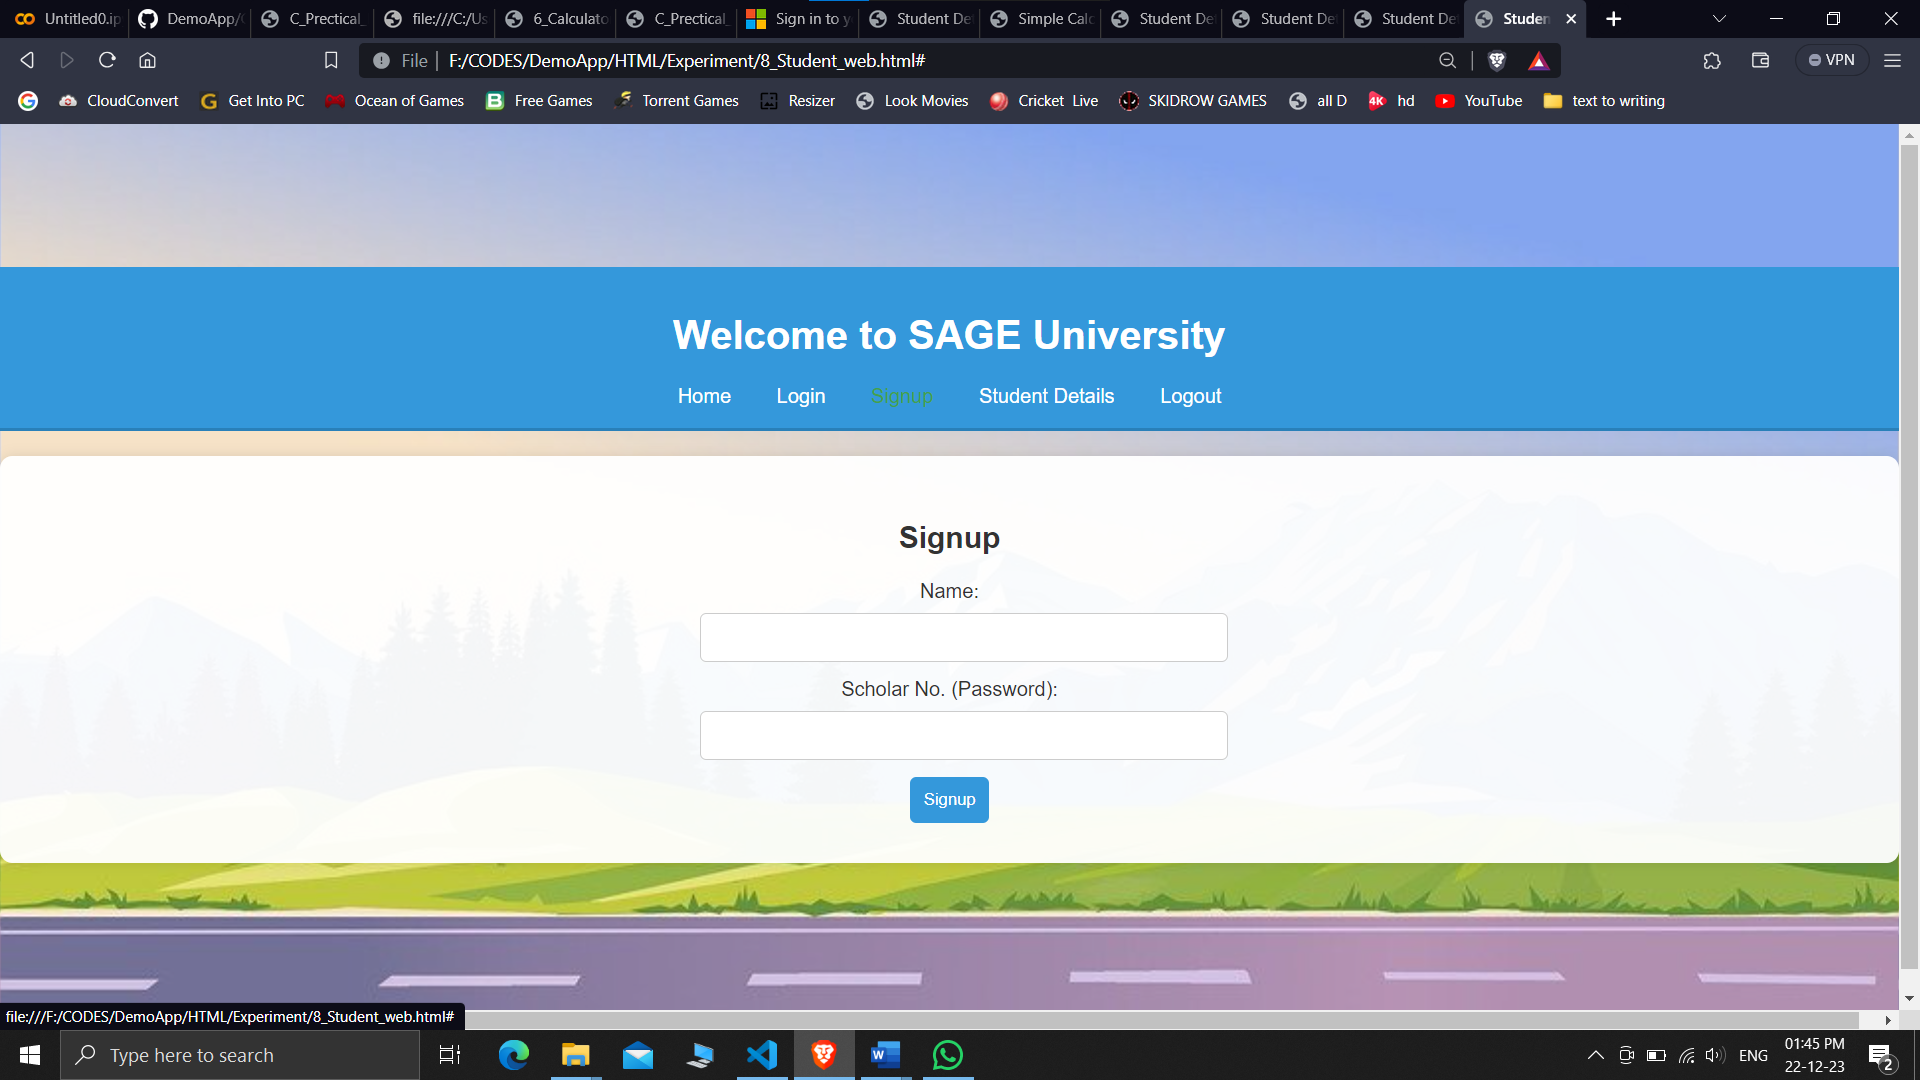 Untitled0.ip DemoApp/ C_Prectical_ file:///C:/Us 6_Calculato C_Prectical_ Sign in to y Student De Simple Calc Student De Student De Student De Studen
File F:/CODES/DemoApp/HTML/Experiment/8_Student_web.html# VPN
CloudConvert Get Into PC Ocean of Games Free Games Torrent Games Resizer Look Movies Cricket Live SKIDROW GAMES all D 4K hd YouTube text to writing
Welcome to SAGE University
Home Login Signup Student Details Logout
Signup
Name:
Scholar No. (Password):
Signup
file:///F:/CODES/DemoApp/HTML/Experiment/8_Student_web.html#
Type here to search ENG 01:45 PM
22-12-23 2